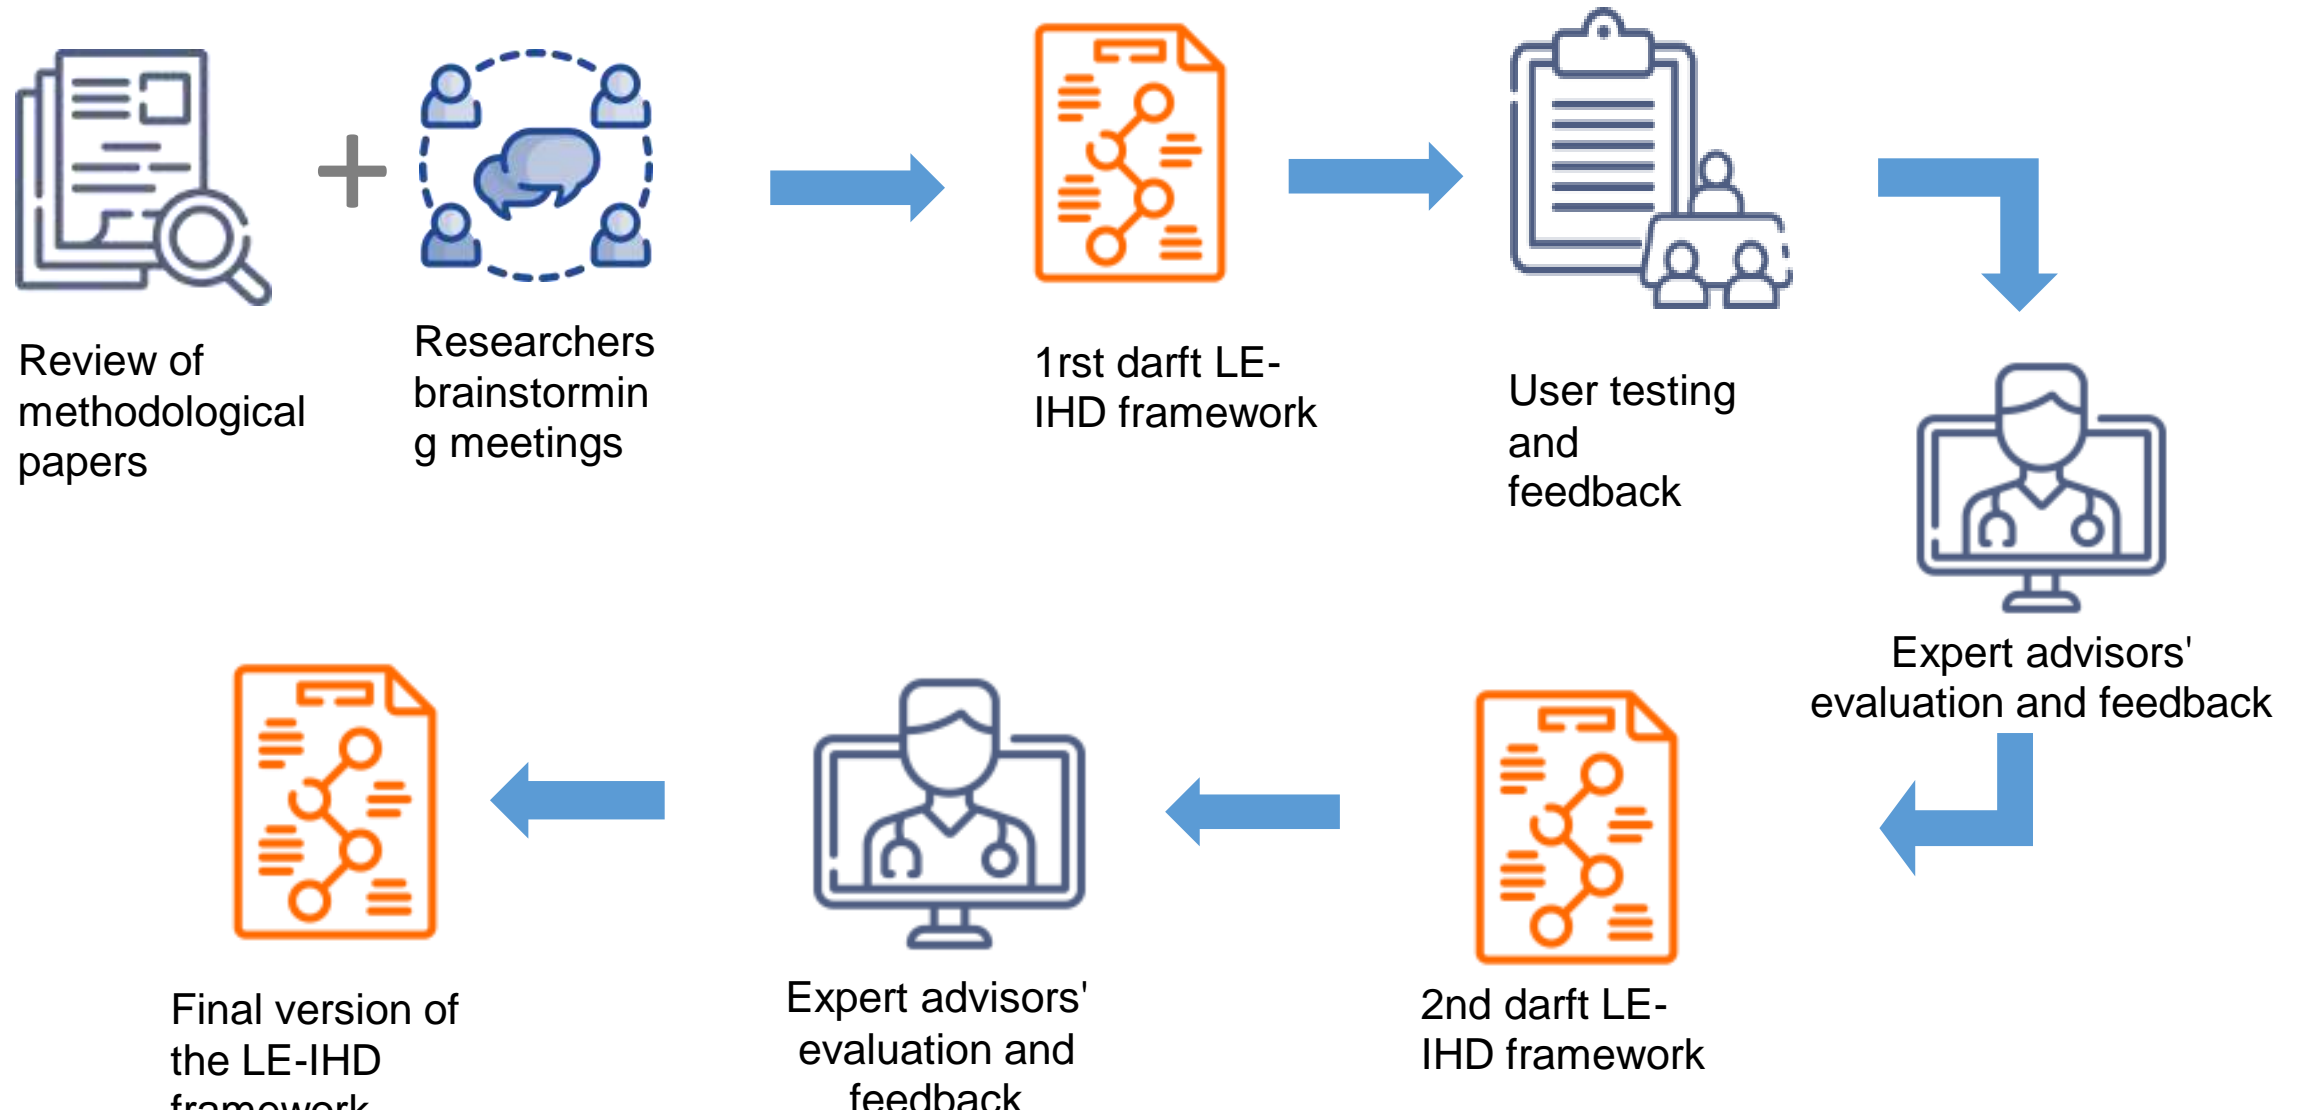 Review of
methodological
papers
Researchers
brainstormin
g meetings
1rst darft LE-
IHD framework
User testing
and
feedback
Expert advisors'
evaluation and feedback
2nd darft LE-
IHD framework
Expert advisors'
evaluation and
feedback
Final version of
the LE-IHD
framework